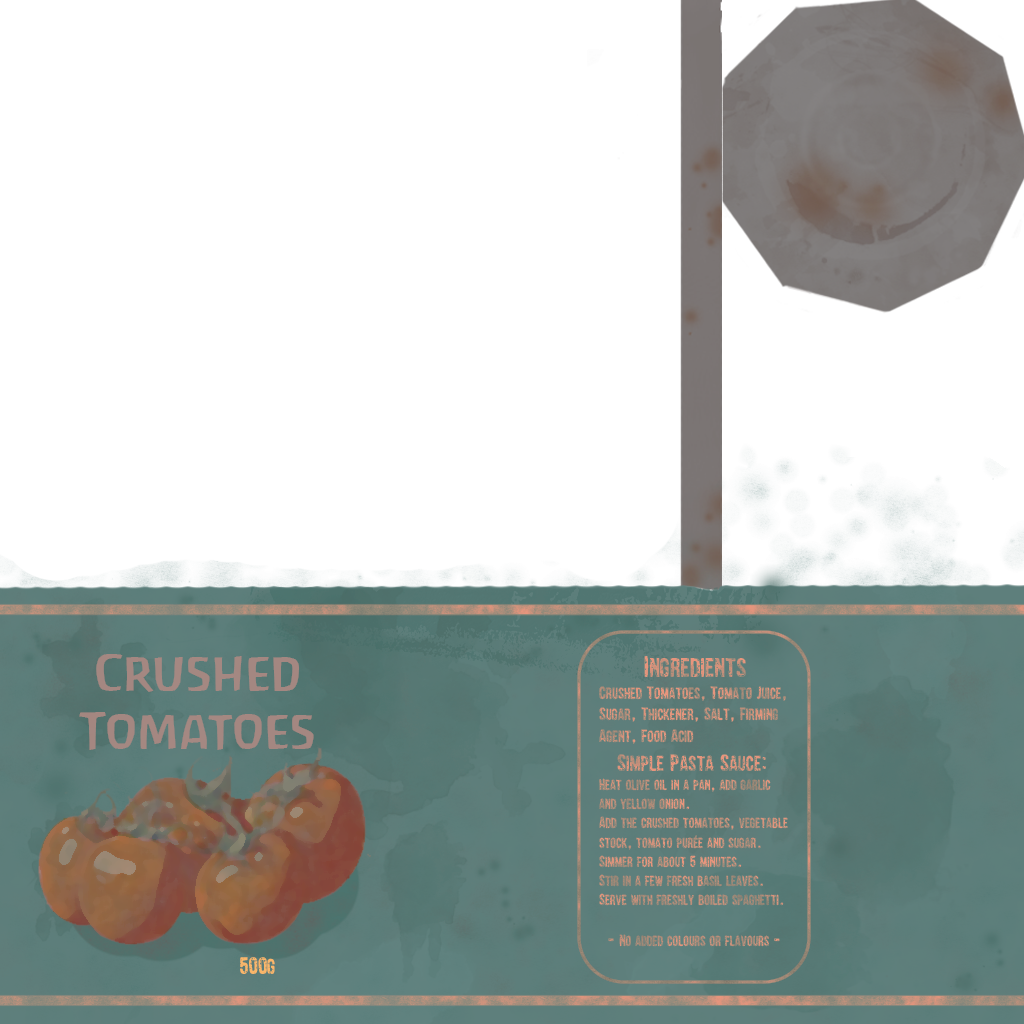 Crushed
Tomatoes
500g
Ingredients
Crushed Tomatoes, Tomato Juice,
Sugar, Thickener, Salt, Firming
Agent, Food Acid
Simple Pasta Sauce:
Heat olive oil in a pan, add garlic
and yellow onion.
Add the crushed tomatoes, vegetable
stock, tomato purée and sugar.
Simmer for about 5 minutes.
Stir in a few fresh basil leaves.
Serve with freshly boiled spaghetti.
- No added colours or flavours -